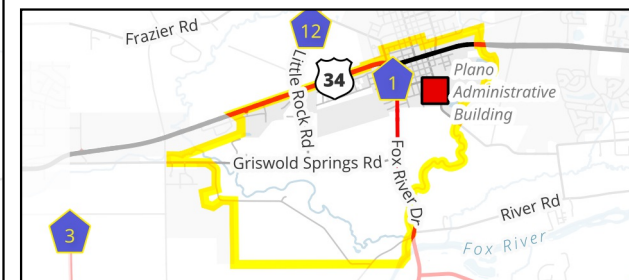 Frazier Rd
12
Little Rock Rd
34
1
Plano
Administrative
Building
Griswold Springs Rd
Fox River Dr
River Rd
3
Fox River